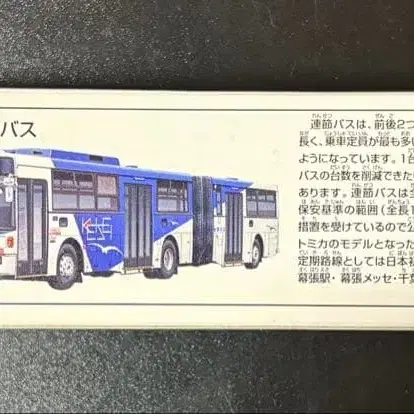 バス
連節バスは、前後2つ
長く、乗車定員が最も多い
ようになっています。1台
バスの台数を削減できた
あります。連節バスは
保安基準の範囲(全長
措置を受けているので公
トミカのモデルとなった
定期路線としては日本初
幕張駅・幕張メッセ・千葉
KEISEI